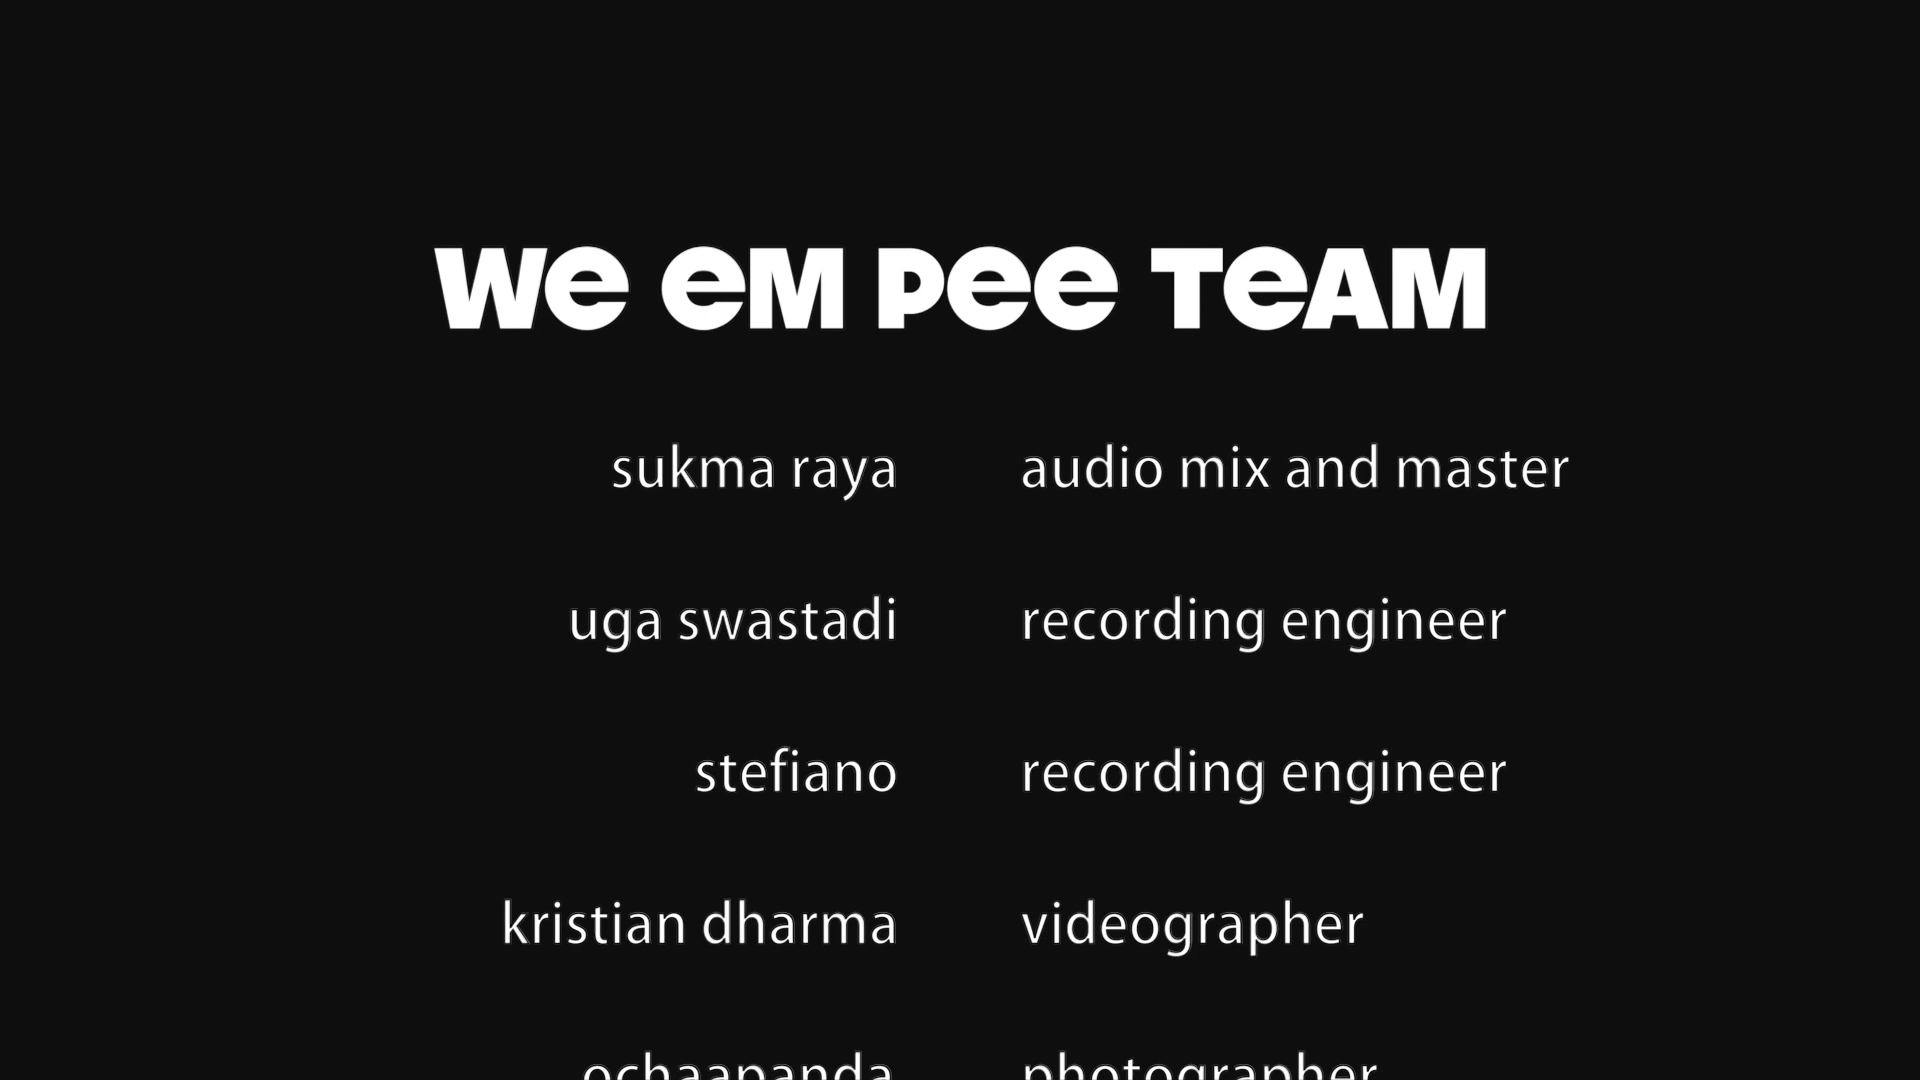 We eM Pee TeAM
sukma raya audio mix and master
uga swastadi recording engineer
stefiano recording engineer
kristian dharma videographer
ochaapanda photographer